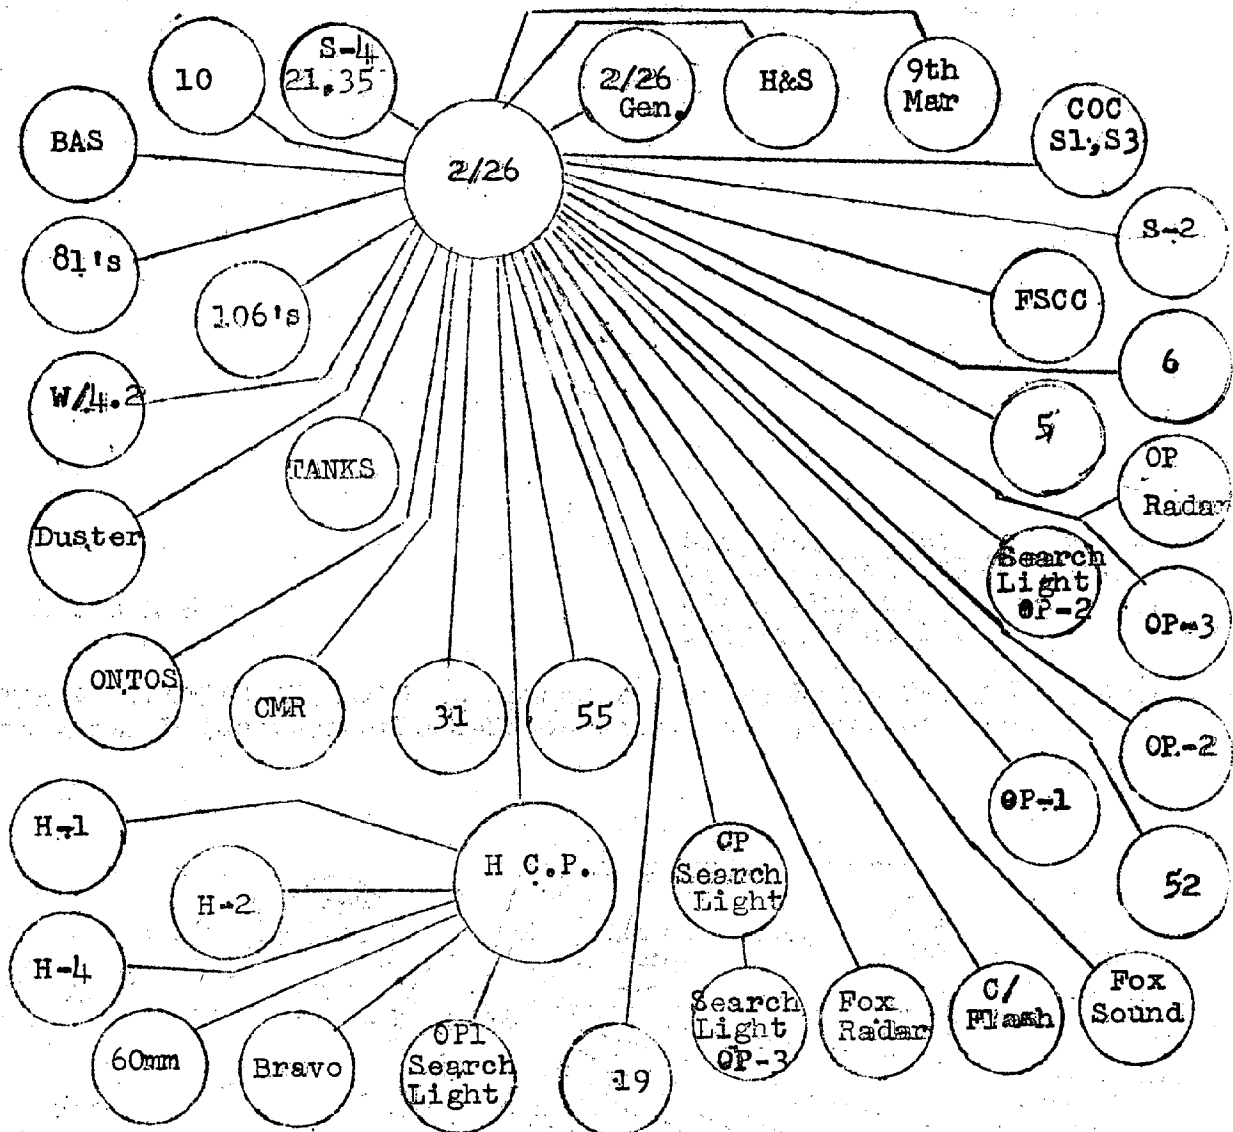 10
S-4
21,35
2/26
Gen.
H&S
9th
Mar
COC
S1,S3
BAS
2/26
S-2
81's
106's
FSCC
6
W/4.2
5
TANKS
OP
Radar
Duster
Search
Light
OP-2
OP-3
ONTOS
CMR
31
55
OP-2
OP-1
H-1
H C.P.
CP
Search
Light
52
H-2
H-4
60mm
Bravo
OP1
Search
Light
19
Search
Light
OP-3
Fox
Radar
C/
Flash
Fox
Sound